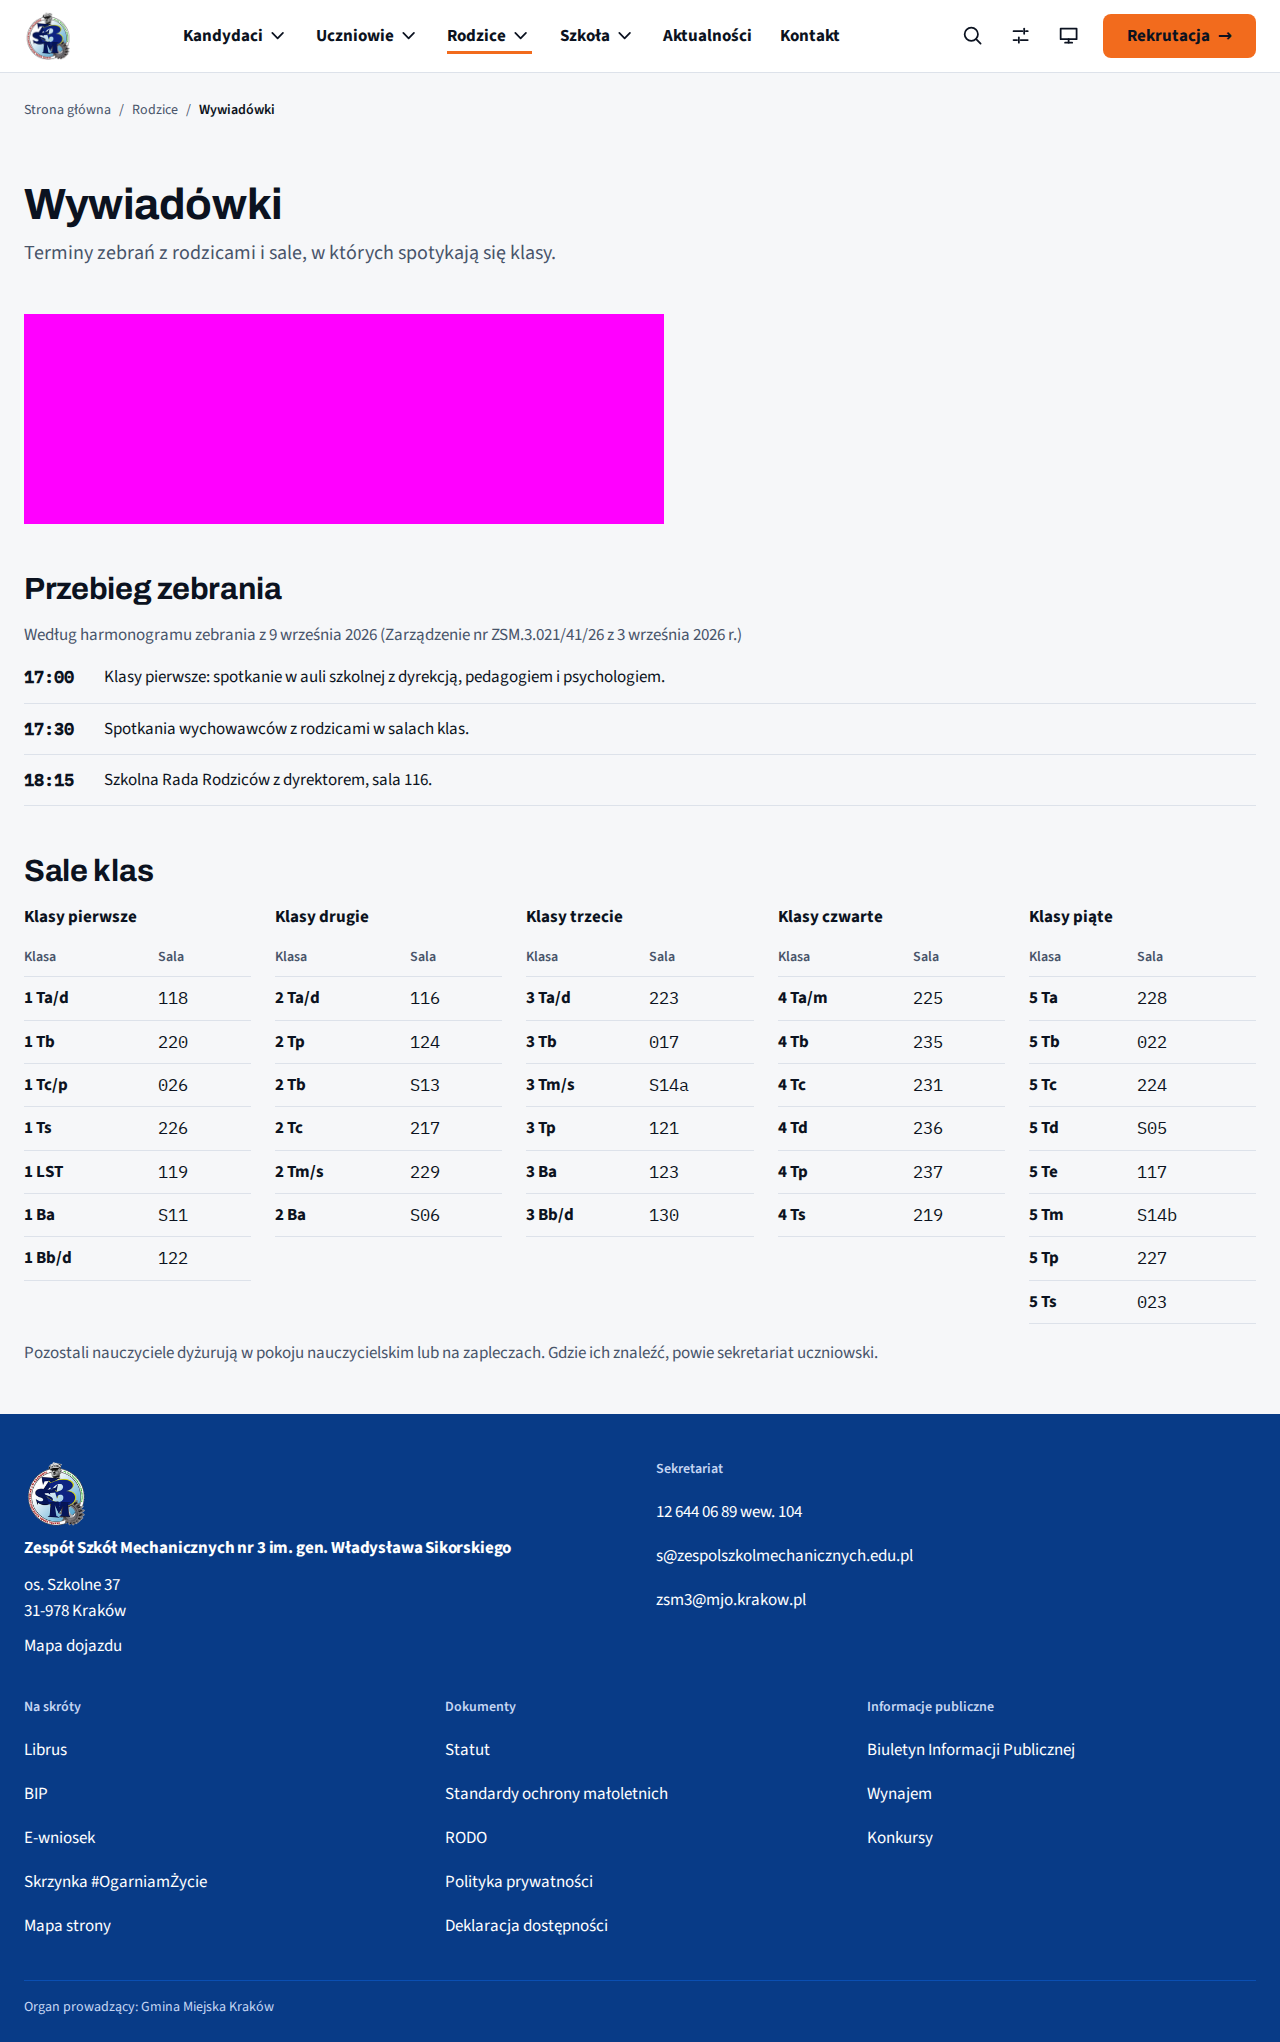 Kandydaci
Uczniowie
Rodzice
Szkoła
Aktualności
Kontakt
Rekrutacja →
Strona główna / Rodzice / Wywiadówki
Wywiadówki
Terminy zebrań z rodzicami i sale, w których spotykają się klasy.
Przebieg zebrania
Według harmonogramu zebrania z 9 września 2026 (Zarządzenie nr ZSM.3.021/41/26 z 3 września 2026 r.)
17:00 Klasy pierwsze: spotkanie w auli szkolnej z dyrekcją, pedagogiem i psychologiem.
17:30 Spotkania wychowawców z rodzicami w salach klas.
18:15 Szkolna Rada Rodziców z dyrektorem, sala 116.
Sale klas
Klasy pierwsze
Klasa Sala
1 Ta/d 118
1 Tb 220
1 Tc/p 026
1 Ts 226
1 LST 119
1 Ba S11
1 Bb/d 122
Klasy drugie
Klasa Sala
2 Ta/d 116
2 Tp 124
2 Tb S13
2 Tc 217
2 Tm/s 229
2 Ba S06
Klasy trzecie
Klasa Sala
3 Ta/d 223
3 Tb 017
3 Tm/s S14a
3 Tp 121
3 Ba 123
3 Bb/d 130
Klasy czwarte
Klasa Sala
4 Ta/m 225
4 Tb 235
4 Tc 231
4 Td 236
4 Tp 237
4 Ts 219
Klasy piąte
Klasa Sala
5 Ta 228
5 Tb 022
5 Tc 224
5 Td S05
5 Te 117
5 Tm S14b
5 Tp 227
5 Ts 023
Pozostali nauczyciele dyżurują w pokoju nauczycielskim lub na zapleczach. Gdzie ich znaleźć, powie sekretariat uczniowski.
Zespół Szkół Mechanicznych nr 3 im. gen. Władysława Sikorskiego
os. Szkolne 37
31-978 Kraków
Mapa dojazdu
Sekretariat
12 644 06 89 wew. 104
s@zespolszkolmechanicznych.edu.pl
zsm3@mjo.krakow.pl
Na skróty
Librus
BIP
E-wniosek
Skrzynka #OgarniamŻycie
Mapa strony
Dokumenty
Statut
Standardy ochrony małoletnich
RODO
Polityka prywatności
Deklaracja dostępności
Informacje publiczne
Biuletyn Informacji Publicznej
Wynajem
Konkursy
Organ prowadzący: Gmina Miejska Kraków